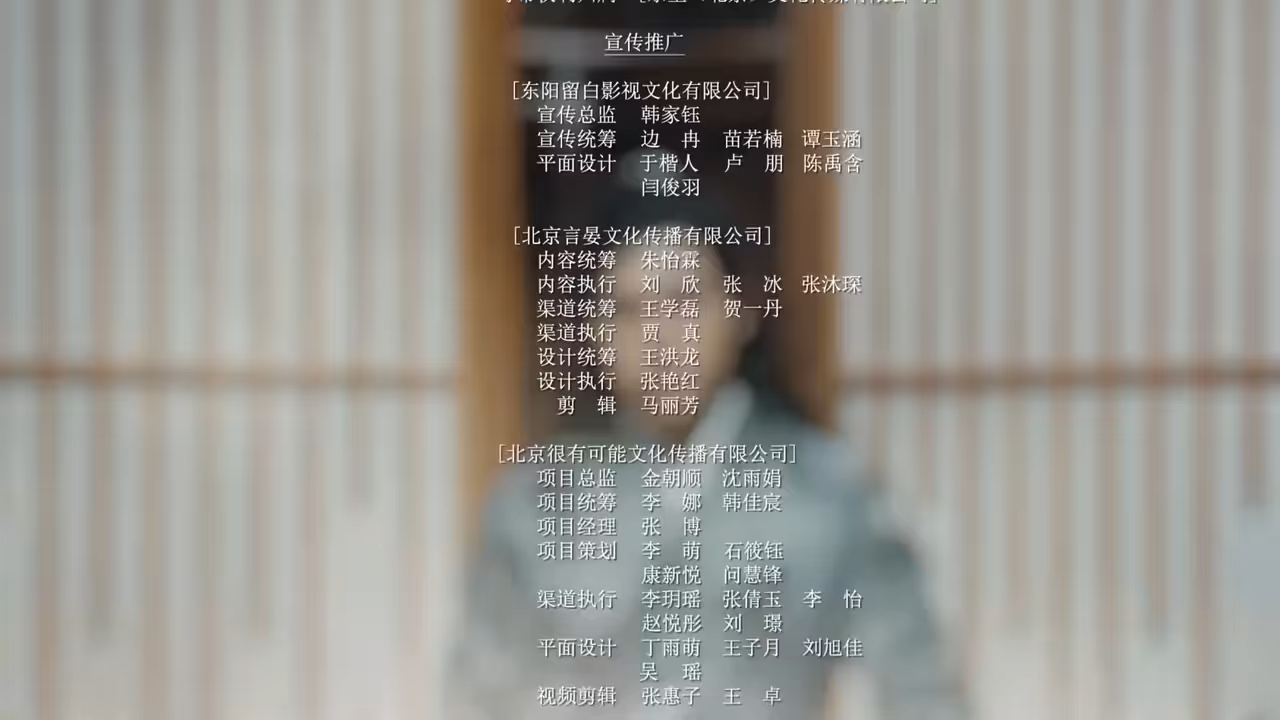 宣传推广
[东阳留白影视文化有限公司]
宣传总监 韩家钰
宣传统筹 边 冉 苗若楠 谭玉涵
平面设计 于楷人 卢 朋 陈禹含
闫俊羽
[北京言晏文化传播有限公司]
内容统筹 朱怡霖
内容执行 刘 欣 张 冰 张沐琛
渠道统筹 王学磊 贺一丹
渠道执行 贾 真
设计统筹 王洪龙
设计执行 张艳红
剪 辑 马丽芳
[北京很有可能文化传播有限公司]
项目总监 金朝顺 沈雨娟
项目统筹 李 娜 韩佳宸
项目经理 张 博
项目策划 李 萌 石筱钰
康新悦 问慧锋
渠道执行 李玥瑶 张倩玉 李 怡
赵悦彤 刘 璟
平面设计 丁雨萌 王子月 刘旭佳
吴 瑶
视频剪辑 张惠子 王 卓